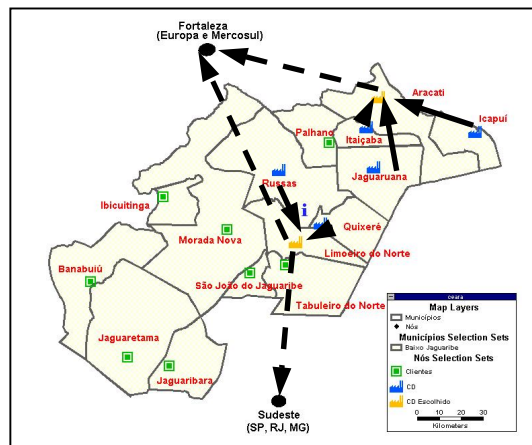 Fortaleza
(Europa e Mercosul)
Aracati
Icapuí
Palhano
Itaiçaba
Jaguaruana
Russas
i
Ibicuitinga
Quixeré
Morada Nova
Limoeiro do Norte
Banabuiú
São João do Jaguaribe
Tabuleiro do Norte
Jaguaretama
Jaguaribara
Sudeste
(SP, RJ, MG)
ceara
Map Layers
Municípios
Nós
Municípios Selection Sets
Baixo Jaguaribe
Nós Selection Sets
Clientes
CD
CD Escolhido
0 10 20 30
Kilometers